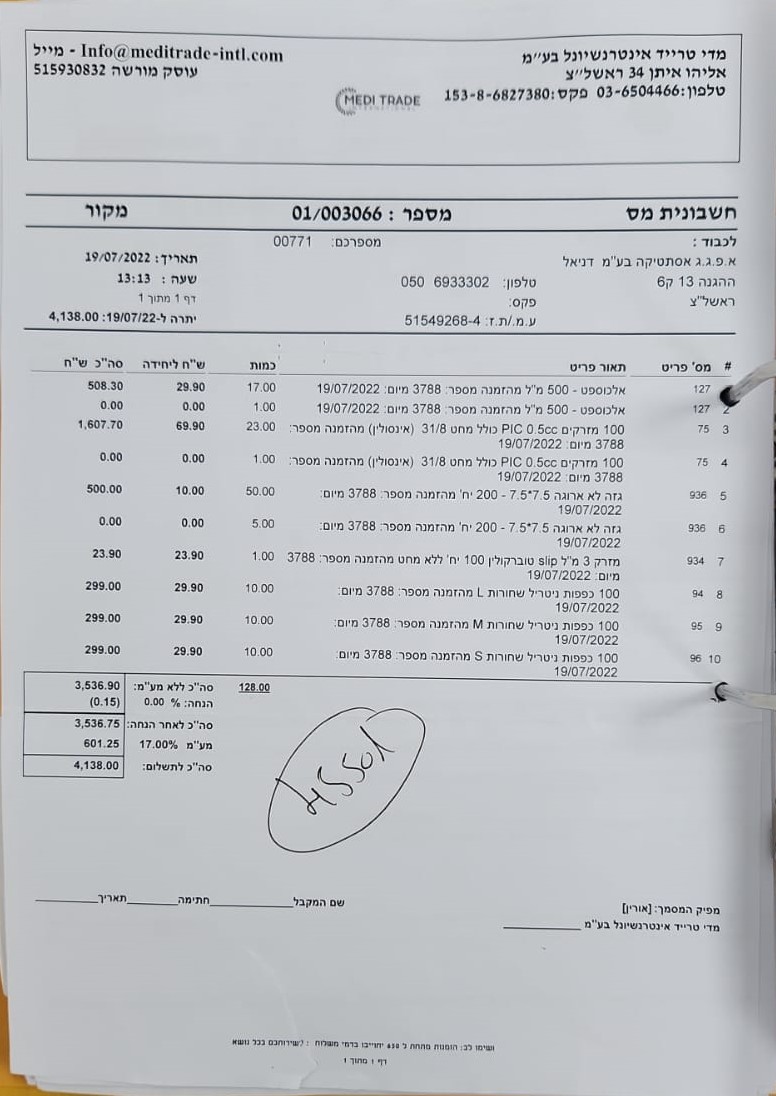 מדי טרייד אינטרנשיונל בע״מ
אליהו איתן 34 ראשל״צ
טלפון:03-6504466 פקס:153-8-6827380
מייל - Info@meditrade-intl.com
עוסק מורשה 515930832
MEDI TRADE
INTERNATIONAL
חשבונית מס מספר : 01/003066 מקור
לכבוד : מספרכם: 00771
א.פ.ג.ג אסתטיקה בע"מ דניאל תאריך: 19/07/2022
ההגנה 13 ק6 טלפון: 050 6933302 שעה : 13:13
ראשל"צ פקס: דף 1 מתוך 1
ע.מ./ת.ז: 51549268-4 יתרה ל-19/07/22: 4,138.00
# מס' פריט תאור פריט כמות ש"ח ליחידה סה"כ ש"ח
127 אלכוספט - 500 מ"ל מהזמנה מספר: 3788 מיום: 19/07/2022 17.00 29.90 508.30
2 127 אלכוספט - 500 מ"ל מהזמנה מספר: 3788 מיום: 19/07/2022 1.00 0.00 0.00
3 75 100 מזרקים PIC 0.5cc כולל מחט 31/8 (אינסולין) מהזמנה מספר: 23.00 69.90 1,607.70
3788 מיום: 19/07/2022
4 75 100 מזרקים PIC 0.5cc כולל מחט 31/8 (אינסולין) מהזמנה מספר: 1.00 0.00 0.00
3788 מיום: 19/07/2022
5 936 גזה לא ארוגה 7.5*7.5 - 200 יח' מהזמנה מספר: 3788 מיום: 50.00 10.00 500.00
19/07/2022
6 936 גזה לא ארוגה 7.5*7.5 - 200 יח' מהזמנה מספר: 3788 מיום: 5.00 0.00 0.00
19/07/2022
7 934 מזרק 3 מ"ל slip טוברקולין 100 יח' ללא מחט מהזמנה מספר: 3788 1.00 23.90 23.90
מיום: 19/07/2022
8 94 100 כפפות ניטריל שחורות L מהזמנה מספר: 3788 מיום: 10.00 29.90 299.00
19/07/2022
9 95 100 כפפות ניטריל שחורות M מהזמנה מספר: 3788 מיום: 10.00 29.90 299.00
19/07/2022
10 96 100 כפפות ניטריל שחורות S מהזמנה מספר: 3788 מיום: 10.00 29.90 299.00
19/07/2022
128.00 סה"כ ללא מע"מ: 3,536.90
הנחה: % 0.00 (0.15)
סה"כ לאחר הנחה: 3,536.75
מע"מ 17.00% 601.25
סה"כ לתשלום: 4,138.00
מפיק המסמך: [אורין] שם המקבל חתימה תאריך
מדי טרייד אינטרנשיונל בע"מ
ושימו לב: הזמנות מתחת ל 650 יחוייבו בדמי משלוח : לשירותכם בכל נושא
דף 1 מתוך 1